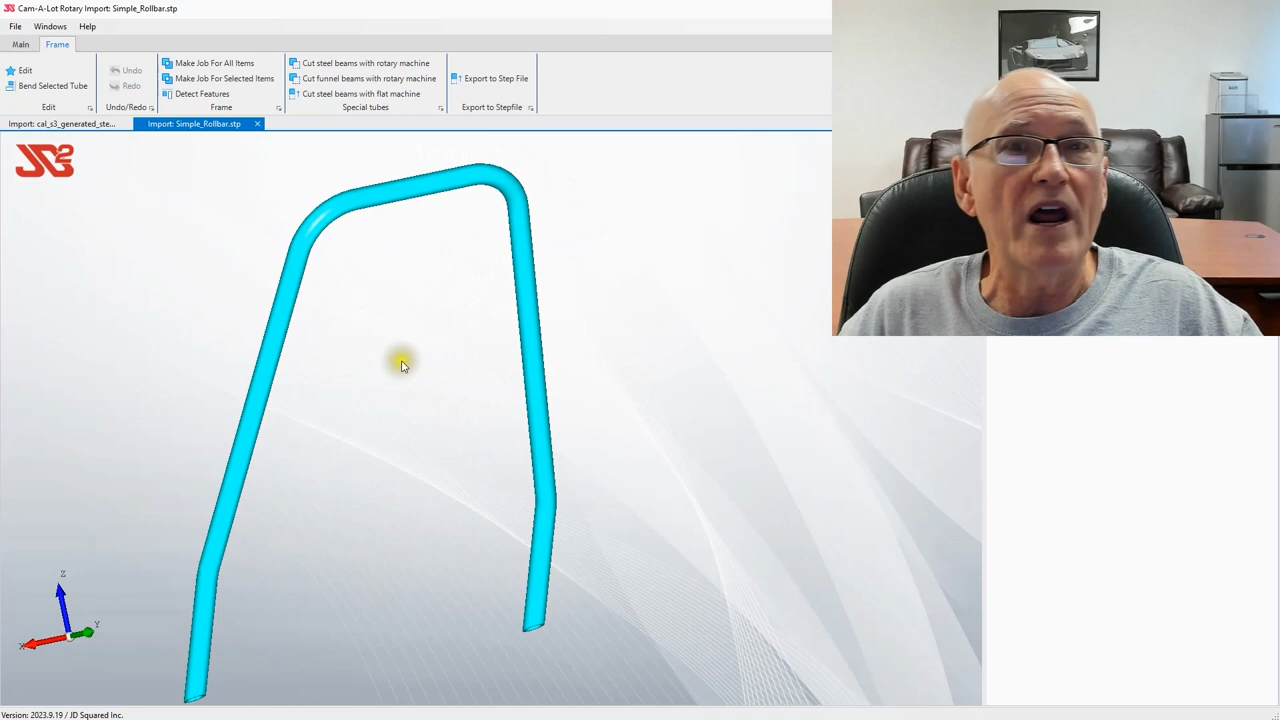 Cam-A-Lot Rotary Import: Simple_Rollbar.stp
File Windows Help
Main Frame
Edit
Bend Selected Tube
Edit
Undo
Redo
Undo/Redo
Make Job For All Items
Make Job For Selected Items
Detect Features
Frame
Cut steel beams with rotary machine
Cut funnel beams with rotary machine
Cut steel beams with flat machine
Special tubes
Export to Step File
Export to Stepfile
Import: cal_s3_generated_ste...
Import: Simple_Rollbar.stp
JD2
Z
Y
X
Version: 2023.9.19 / JD Squared Inc.